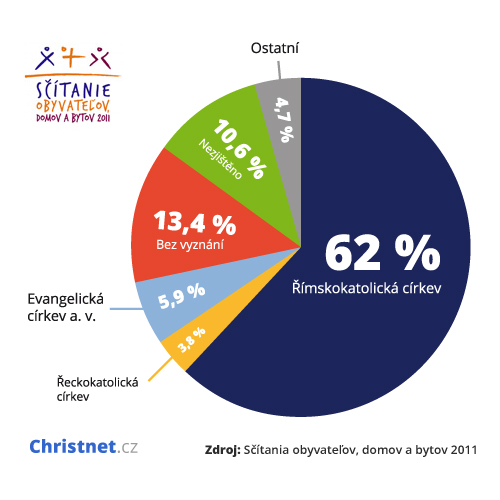 Ostatní
SČÍTANIE
OBYVATEĽOV,
DOMOV A BYTOV 2011
4,7 %
10,6 %
Nezjištěno
13,4 %
Bez vyznání
62 %
Římskokatolická církev
5,9 %
Evangelická
církev a. v.
3,8 %
Řeckokatolická
církev
Christnet.cz
Zdroj: Sčítania obyvateľov, domov a bytov 2011